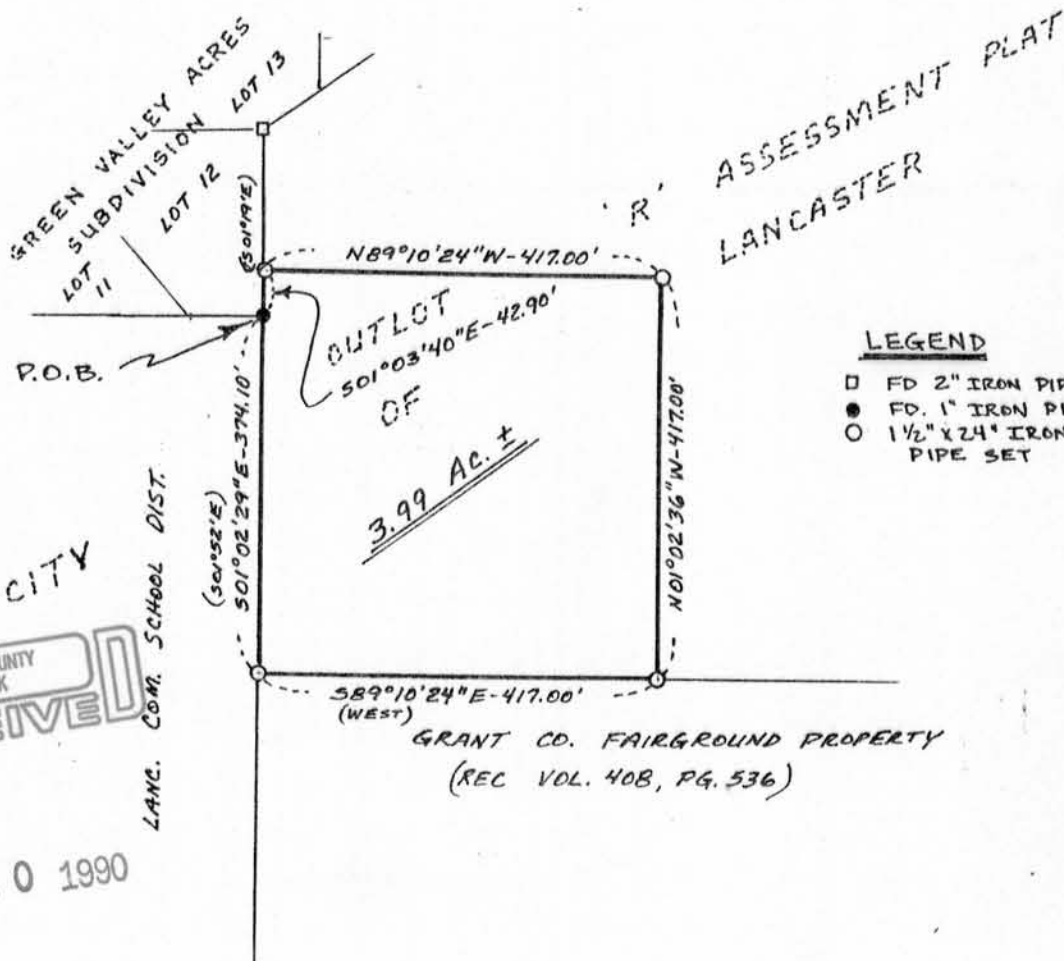 GREEN VALLEY ACRES
SUBDIVISION
LOT 13
LOT 12
LOT 11
ASSESSMENT PLAT
'R'
LANCASTER
(S01°19'E)
N89°10'24"W-417.00'
P.O.B.
OUTLOT
S01°03'40"E-42.90'
OF
3.99 Ac. ±
(S01°52'E)
S01°02'29"E-374.10'
N01°02'36"W-417.00'
LEGEND
FD 2" IRON
FD. 1" IRON
1½" X 24" IRON
PIPE SET
CITY
LANC. COM. SCHOOL DIST.
S89°10'24"E-417.00'
(WEST)
GRANT CO. FAIRGROUND PROPERTY
(REC VOL. 408, PG. 536)
0 1990